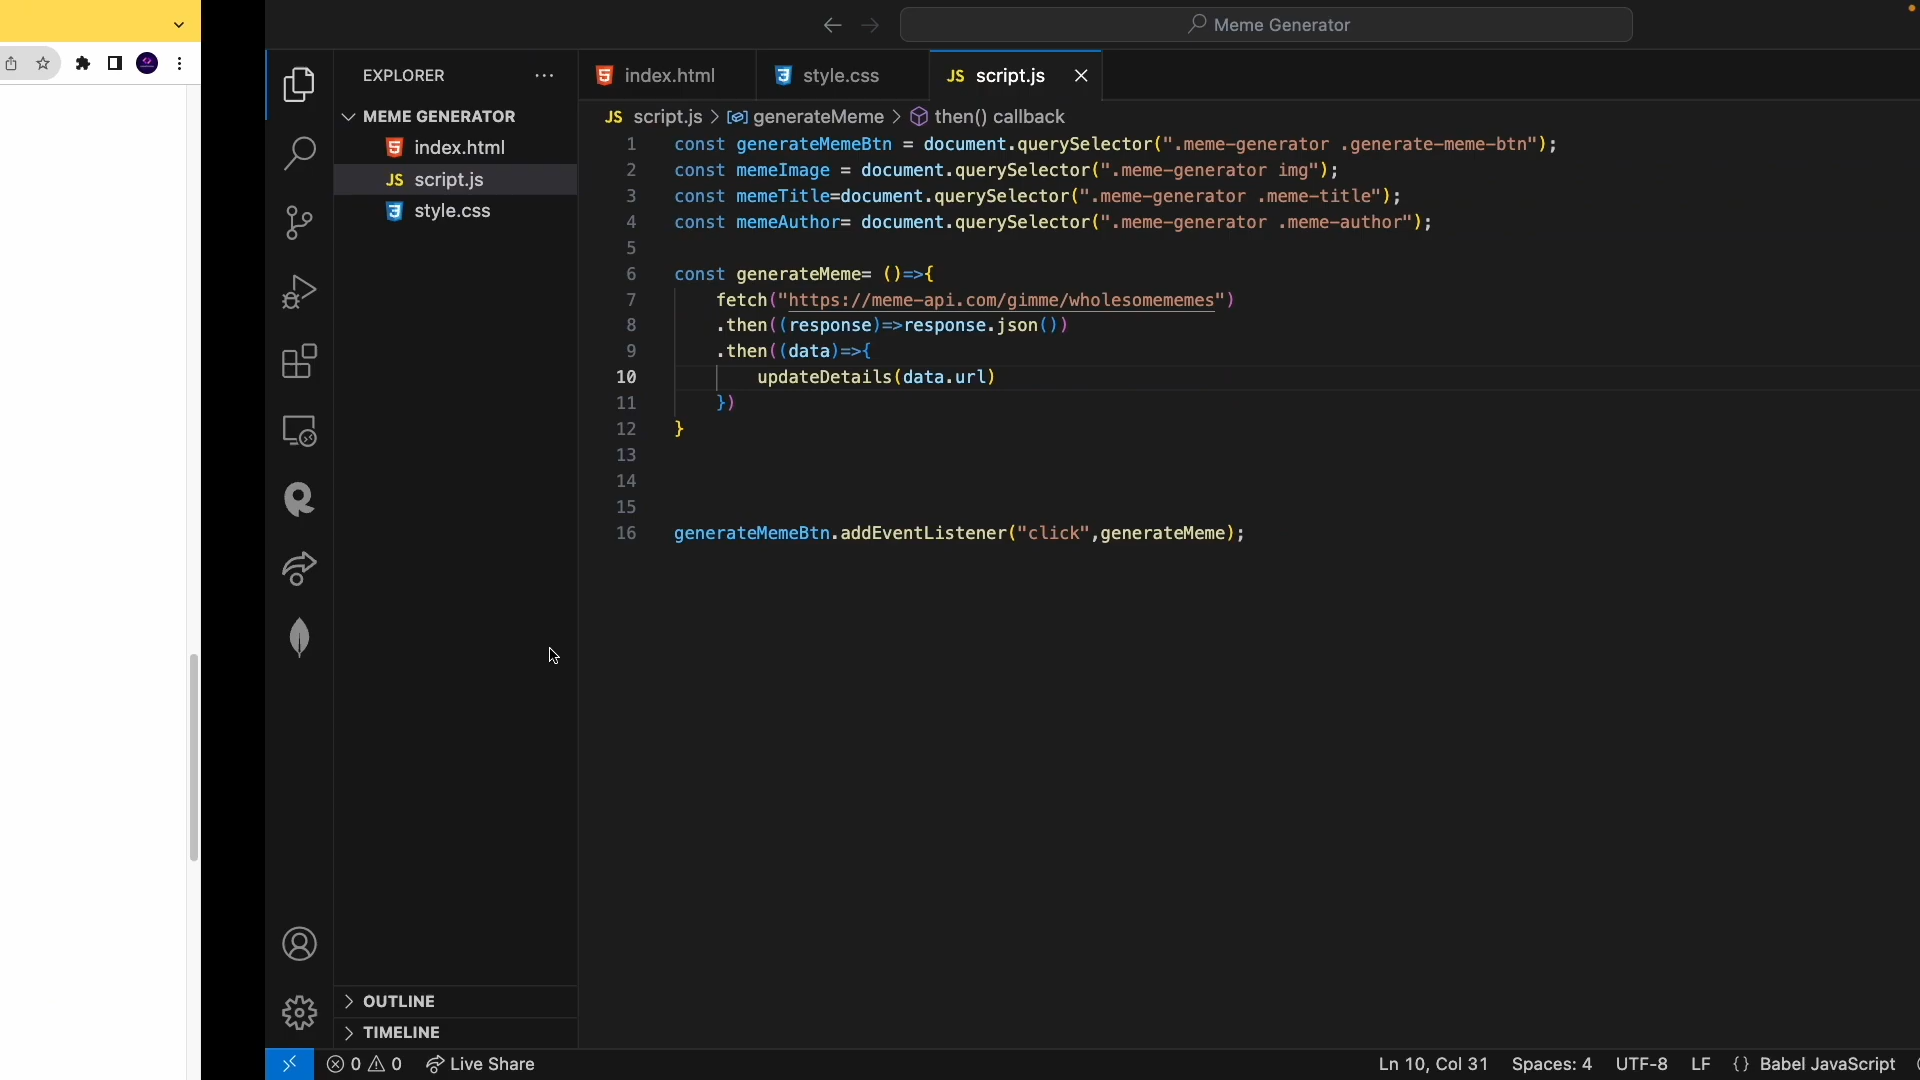 Meme Generator
EXPLORER
index.html
style.css
JS script.js
MEME GENERATOR
index.html
JS script.js
style.css
JS script.js > generateMeme > then() callback
1 const generateMemeBtn = document.querySelector(".meme-generator .generate-meme-btn");
2 const memeImage = document.querySelector(".meme-generator img");
3 const memeTitle=document.querySelector(".meme-generator .meme-title");
4 const memeAuthor= document.querySelector(".meme-generator .meme-author");
5
6 const generateMeme= ()=>{
7 fetch("https://meme-api.com/gimme/wholesomememes")
8 .then((response)=>response.json())
9 .then((data)=>{
10 updateDetails(data.url)
11 })
12 }
13
14
15
16 generateMemeBtn.addEventListener("click",generateMeme);
OUTLINE
TIMELINE
0 0 Live Share
Ln 10, Col 31 Spaces: 4 UTF-8 LF {} Babel JavaScript